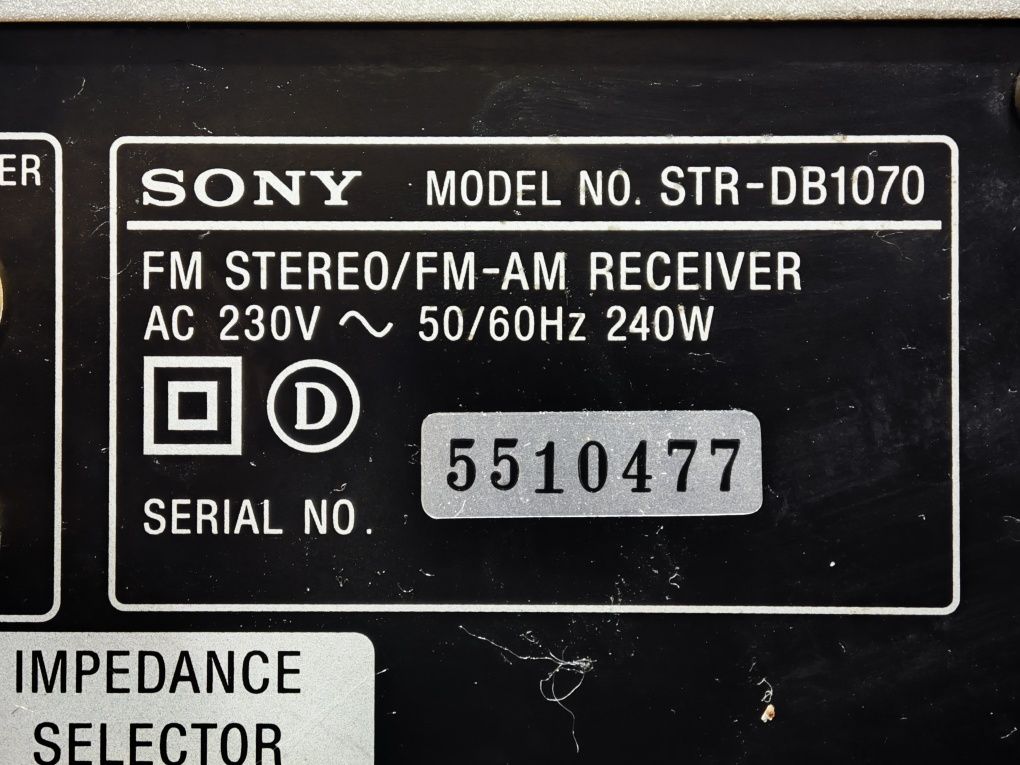 ER
SONY MODEL NO. STR-DB1070
FM STEREO/FM-AM RECEIVER
AC 230V ~ 50/60Hz 240W
D
5510477
SERIAL NO.
IMPEDANCE
SELECTOR